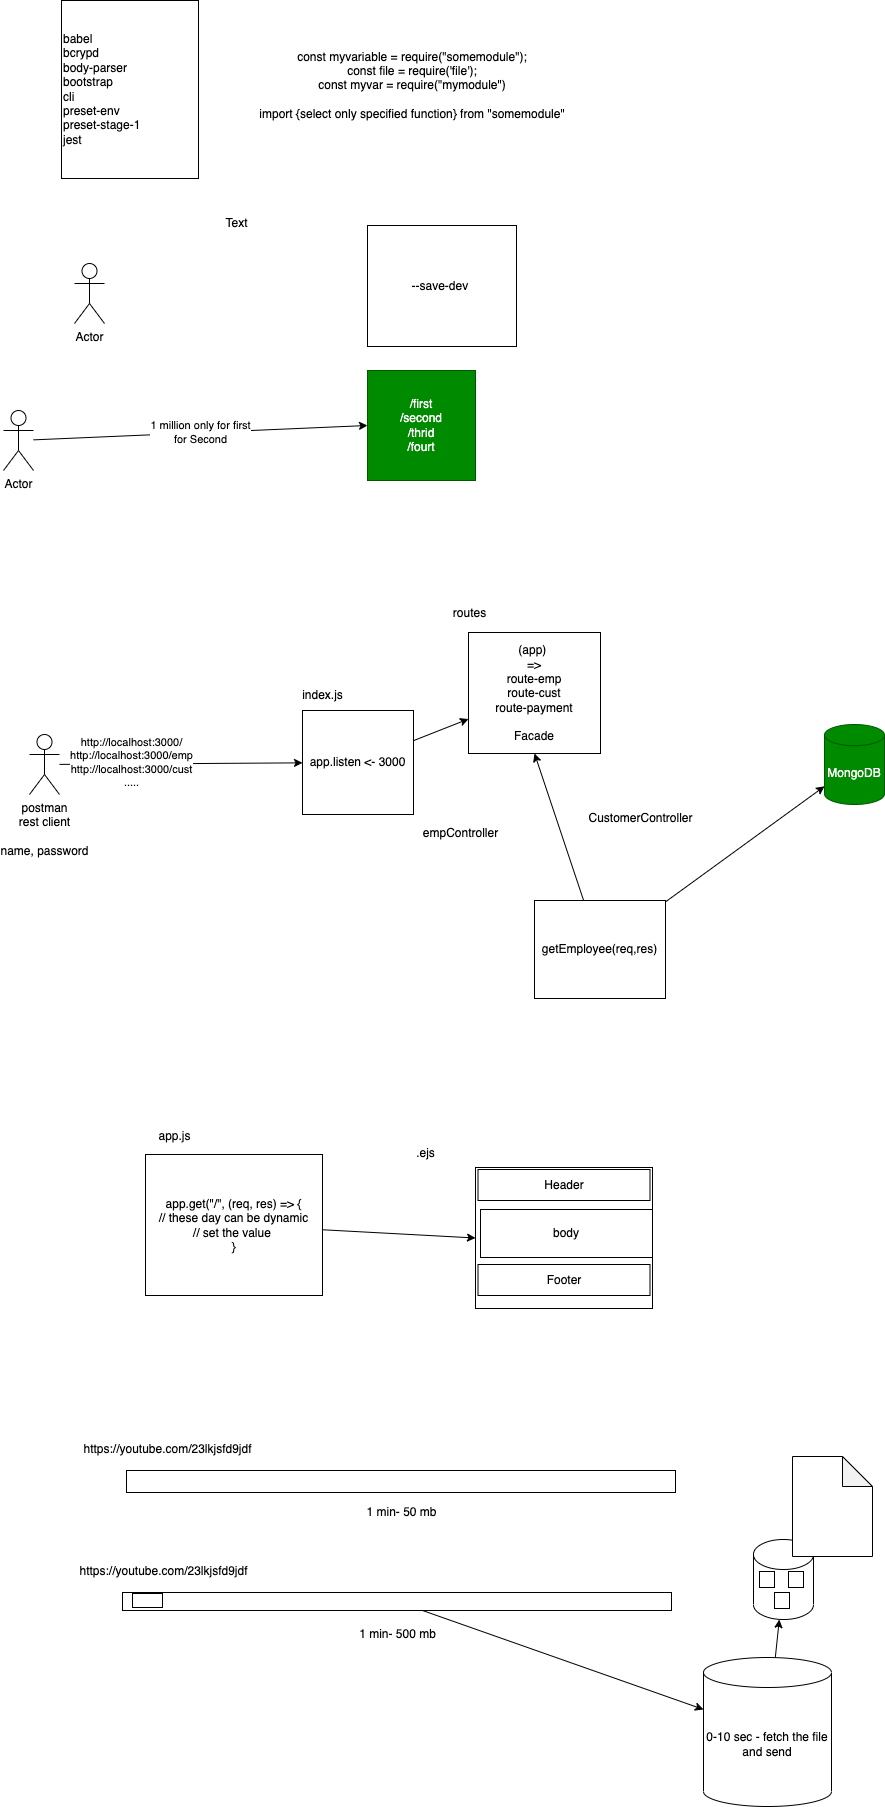 babel
bcrypd
body-parser
bootstrap
cli
preset-env
preset-stage-1
jest
const myvariable = require("somemodule");
const file = require('file');
const myvar = require("mymodule")
import {select only specified function} from "somemodule"
Text
--save-dev
Actor
/first
/second
/thrid
/fourt
1 million only for first
for Second
Actor
routes
(app)
=>
route-emp
route-cust
route-payment
Facade
index.js
app.listen <- 3000
http://localhost:3000/
http://localhost:3000/emp
http://localhost:3000/cust
.....
postman
rest client
name, password
MongoDB
empController
CustomerController
getEmployee(req,res)
app.js
.ejs
app.get("/", (req, res) => {
// these day can be dynamic
// set the value
}
Header
body
Footer
https://youtube.com/23lkjsfd9jdf
1 min- 50 mb
https://youtube.com/23lkjsfd9jdf
1 min- 500 mb
0-10 sec - fetch the file
and send